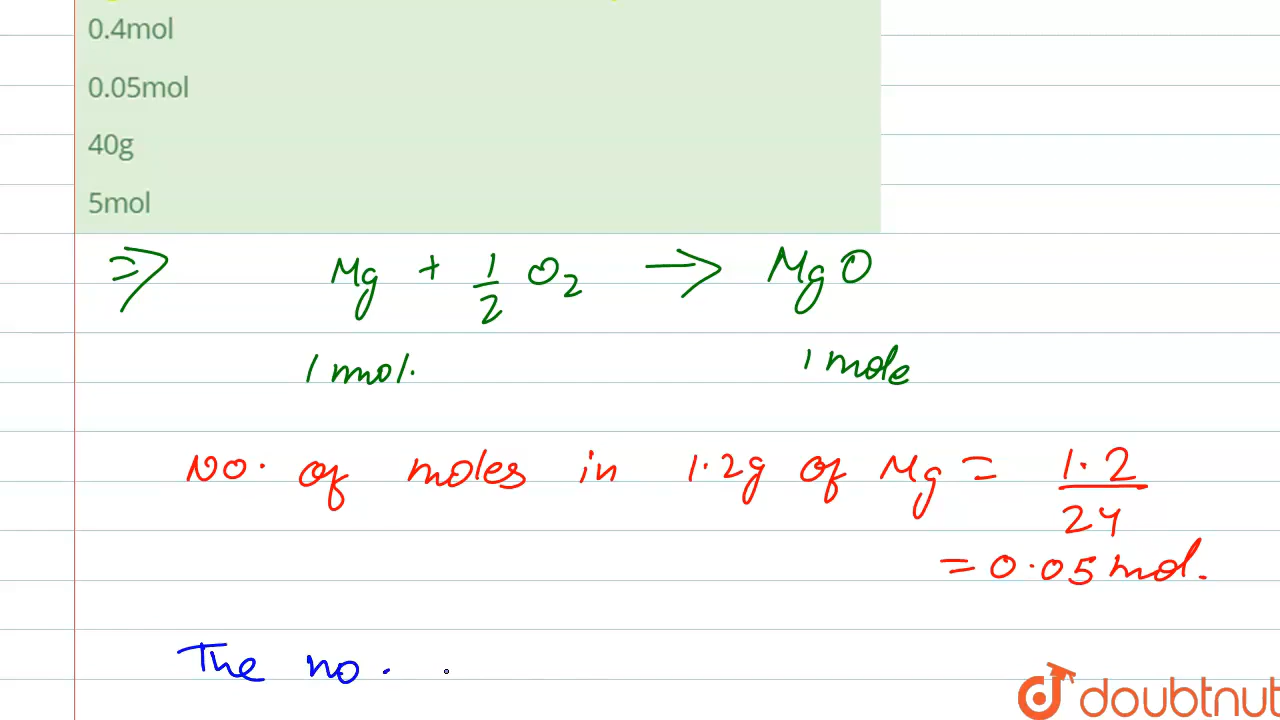 0.4mol
0.05mol
40g
5mol
⇒ Mg + 1/2 O2 → MgO
1 mol. 1 mole
No. of moles in 1.2g of Mg = 1.2/24
= 0.05 mol.
The no.
doubtnut